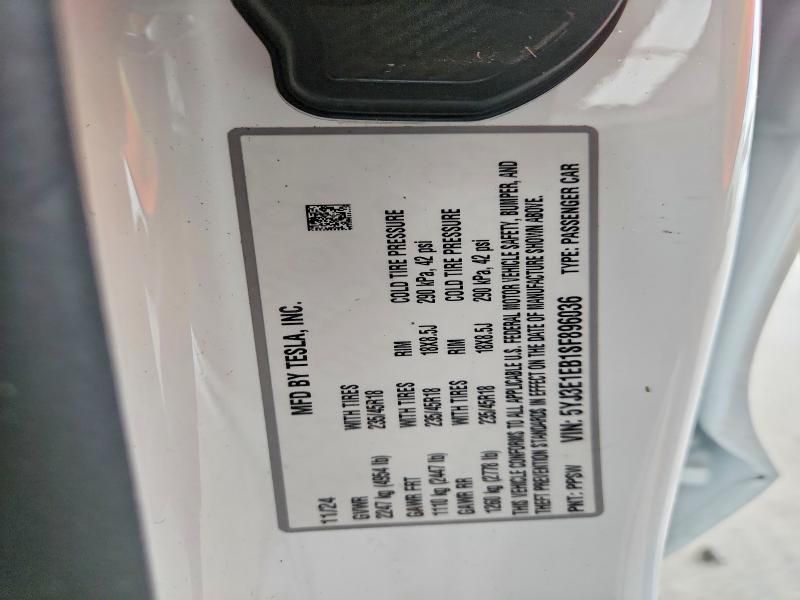 MFD BY TESLA, INC.
11/24
GVWR WITH TIRES
2247 kg (4954 lb) 235/45R18
GAWR FRT WITH TIRES RIM COLD TIRE PRESSURE
1110 kg (2447 lb) 235/45R18 18X8.5J 290 kPa, 42 psi
GAWR RR WITH TIRES RIM COLD TIRE PRESSURE
1260 kg (2778 lb) 235/45R18 18X8.5J 290 kPa, 42 psi
THIS VEHICLE CONFORMS TO ALL APPLICABLE U.S. FEDERAL MOTOR VEHICLE SAFETY, BUMPER, AND
THEFT PREVENTION STANDARDS IN EFFECT ON THE DATE OF MANUFACTURE SHOWN ABOVE.
PNT: PPSW VIN: 5YJ3E1EB1SF896036 TYPE: PASSENGER CAR